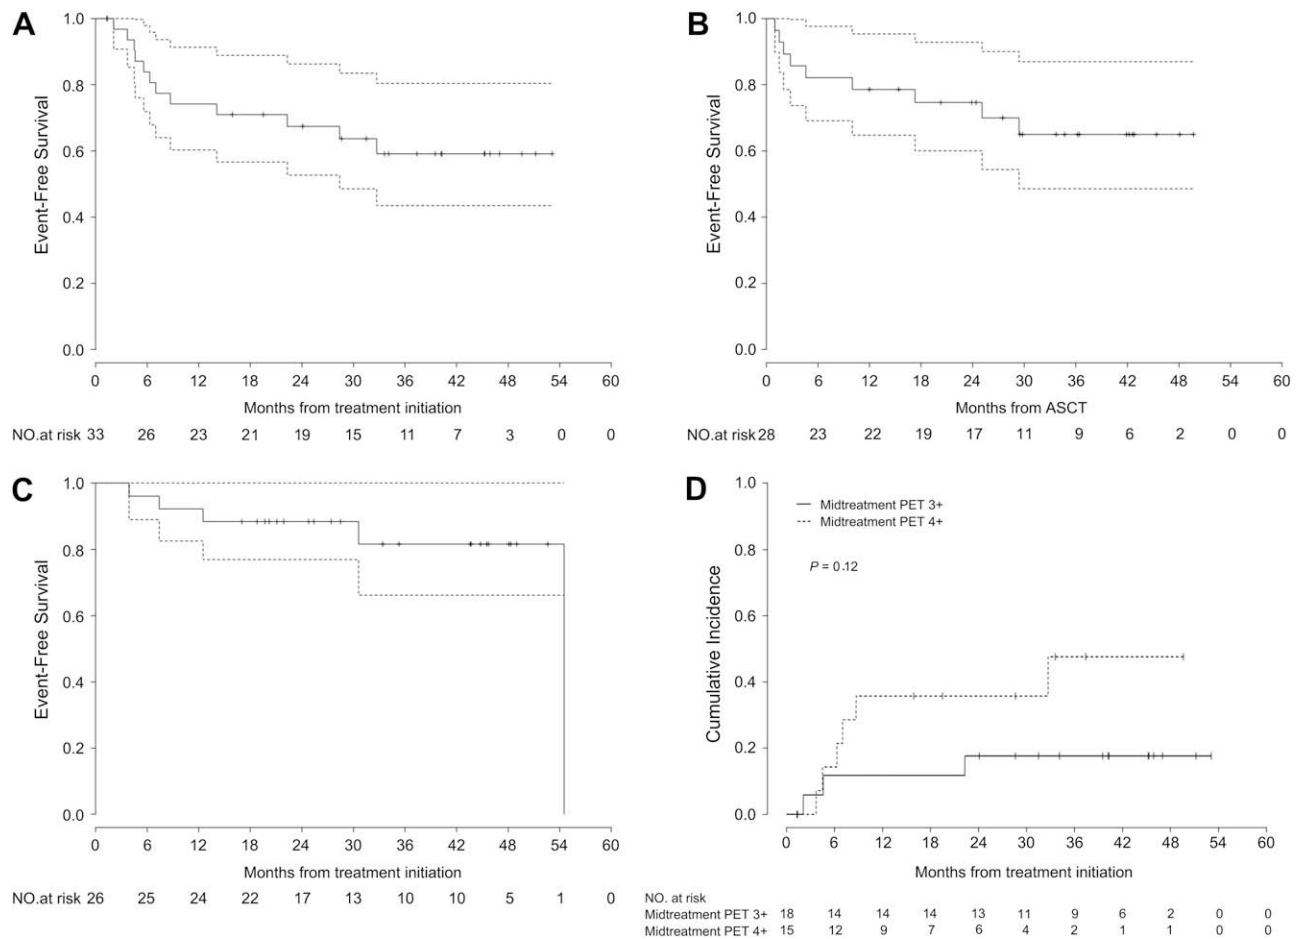 A
1.0
0.8
0.6
0.4
0.2
0.0
Event-Free Survival
0 6 12 18 24 30 36 42 48 54 60
Months from treatment initiation
NO.at risk 33 26 23 21 19 15 11 7 3 0 0
B
1.0
0.8
0.6
0.4
0.2
0.0
Event-Free Survival
0 6 12 18 24 30 36 42 48 54 60
Months from ASCT
NO.at risk 28 23 22 19 17 11 9 6 2 0 0
C
1.0
0.8
0.6
0.4
0.2
0.0
Event-Free Survival
0 6 12 18 24 30 36 42 48 54 60
Months from treatment initiation
NO.at risk 26 25 24 22 17 13 10 10 5 1 0
D
1.0
0.8
0.6
0.4
0.2
0.0
Cumulative Incidence
Midtreatment PET 3+
Midtreatment PET 4+
P = 0.12
0 6 12 18 24 30 36 42 48 54 60
Months from treatment initiation
NO. at risk
Midtreatment PET 3+ 18 14 14 14 13 11 9 6 2 0 0
Midtreatment PET 4+ 15 12 9 7 6 4 2 1 1 0 0